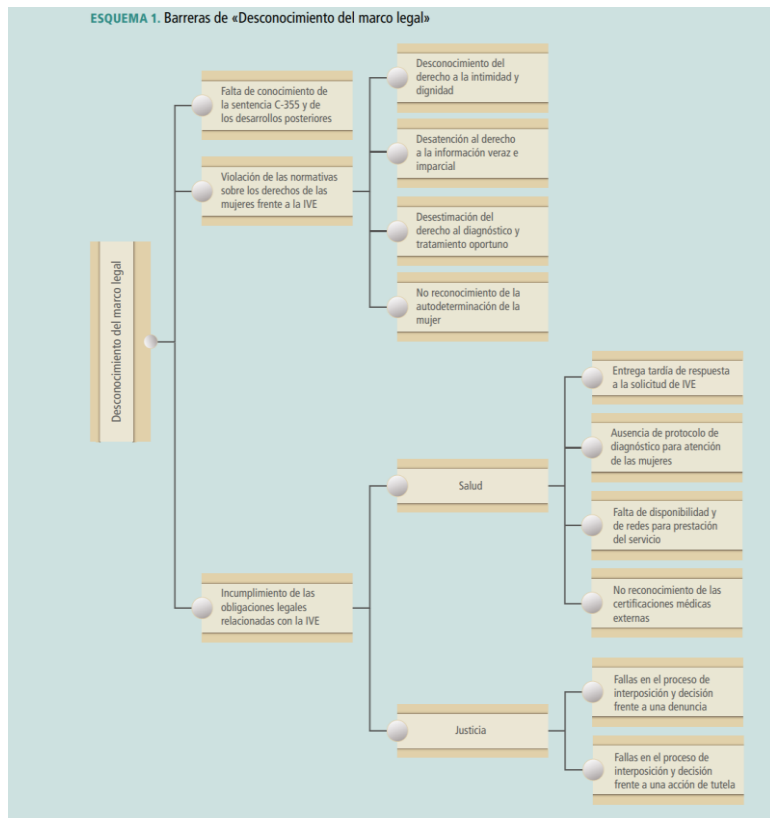 ESQUEMA 1. Barreras de «Desconocimiento del marco legal»
Desconocimiento del marco legal
Falta de conocimiento de
la sentencia C-355 y de
los desarrollos posteriores
Violación de las normativas
sobre los derechos de las
mujeres frente a la IVE
Desconocimiento del
derecho a la intimidad y
dignidad
Desatención al derecho
a la información veraz e
imparcial
Desestimación del
derecho al diagnóstico y
tratamiento oportuno
No reconocimiento de la
autodeterminación de la
mujer
Incumplimiento de las
obligaciones legales
relacionadas con la IVE
Salud
Entrega tardía de respuesta
a la solicitud de IVE
Ausencia de protocolo de
diagnóstico para atención
de las mujeres
Falta de disponibilidad y
de redes para prestación
del servicio
No reconocimiento de las
certificaciones médicas
externas
Justicia
Fallas en el proceso de
interposición y decisión
frente a una denuncia
Fallas en el proceso de
interposición y decisión
frente a una acción de tutela